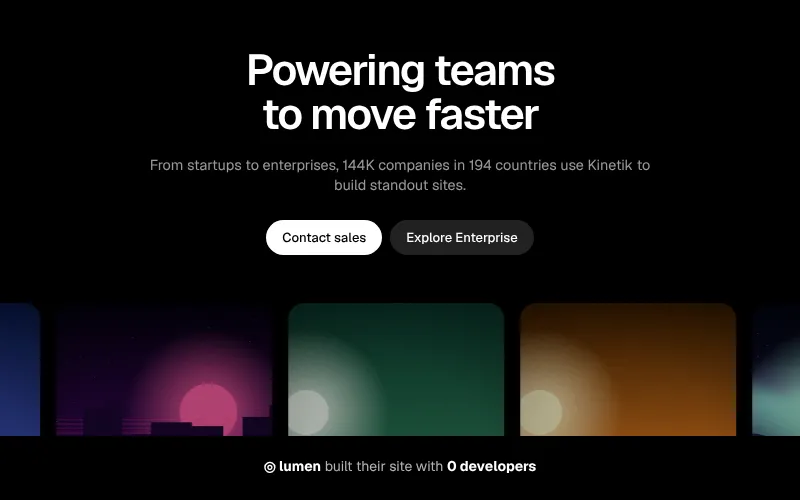 Powering teams
to move faster
From startups to enterprises, 144K companies in 194 countries use Kinetik to
build standout sites.
Contact sales
Explore Enterprise
lumen built their site with 0 developers